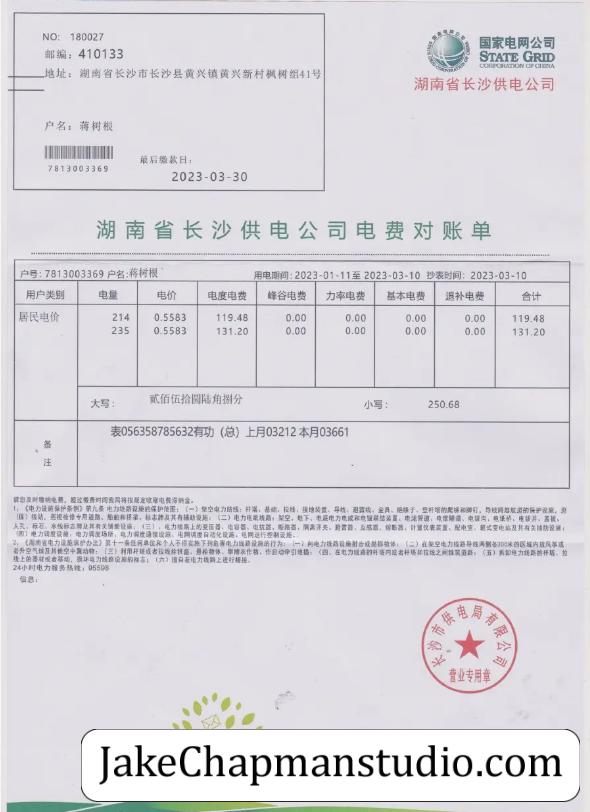 NO: 180027
邮编: 410133
地址: 湖南省长沙市长沙县黄兴镇黄兴新村枫树组41号
户名: 蒋树根
7813003369
最后缴款日:
2023-03-30
国家电网公司
STATE GRID
CORPORATION OF CHINA
湖南省长沙供电公司
湖南省长沙供电公司电费对账单
户号: 7813003369 户名: 蒋树根 用电期间: 2023-01-11至 2023-03-10 抄表时间: 2023-03-10
用户类别 电量 电价 电度电费 峰谷电费 力率电费 基本电费 退补电费 合计
居民电价 214 0.5583 119.48 0.00 0.00 0.00 0.00 119.48
235 0.5583 131.20 0.00 0.00 0.00 0.00 131.20
大写: 贰佰伍拾圆陆角捌分 小写: 250.68
备注
表056358785632有功（总）上月03212 本月03661
24小时电力服务热线: 95598
信息:
长沙市供电局有限公司
营业专用章
JakeChapmanstudio.com